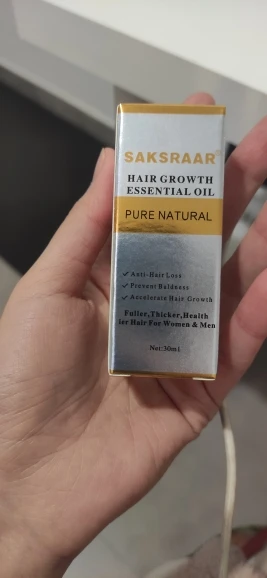 SAKSRAAR
HAIR GROWTH
ESSENTIAL OIL
PURE NATURAL
✓ Anti-Hair Loss
✓ Prevent Baldness
✓ Accelerate Hair Growth
Fuller,Thicker,Health
ier Hair For Women & Men
Net:30ml